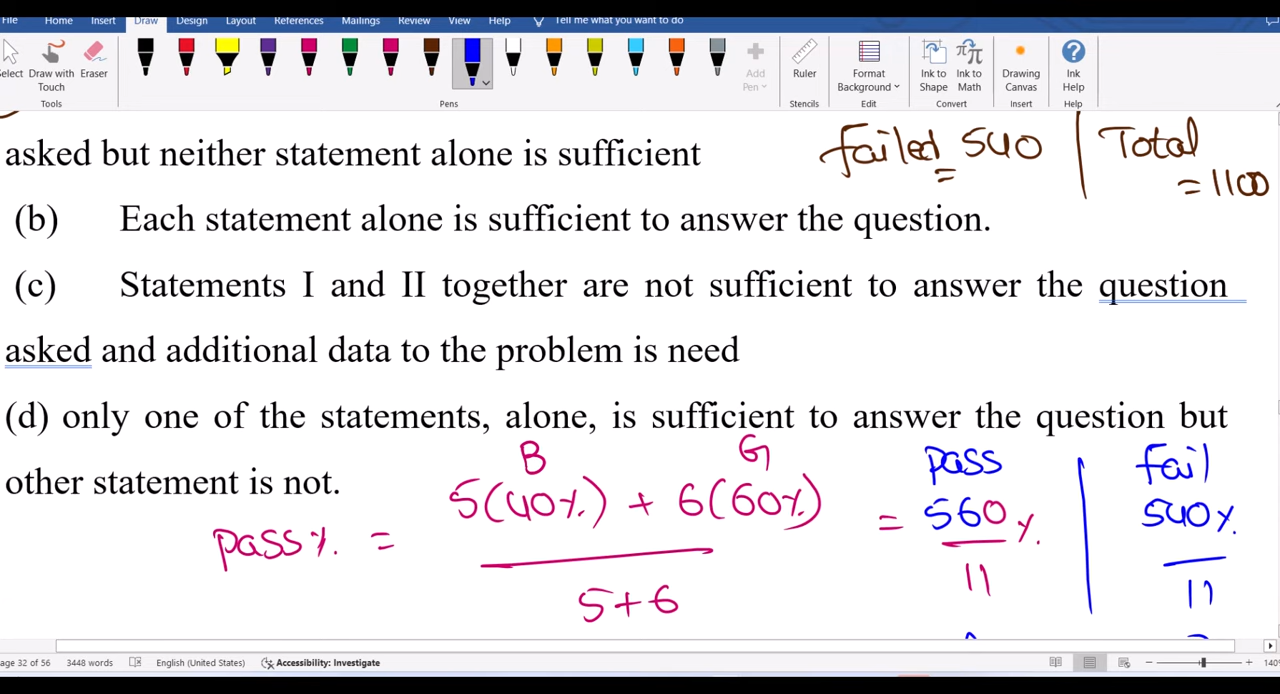 File Home Insert Draw Design Layout References Mailings Review View Help Tell me what you want to do
Select Draw with Touch Eraser Add Pen Ruler Format Background Ink to Shape Ink to Math Drawing Canvas Ink Help
Tools Pens Stencils Edit Convert Insert Help
failed 540 | Total
= = 1100
asked but neither statement alone is sufficient
(b) Each statement alone is sufficient to answer the question.
(c) Statements I and II together are not sufficient to answer the question
asked and additional data to the problem is need
(d) only one of the statements, alone, is sufficient to answer the question but
other statement is not.
B G pass | fail
pass%. = 5(40%.) + 6(60%.) = 560%. | 540%.
5+6 11 11
Page 32 of 56 3448 words English (United States) Accessibility: Investigate 140%